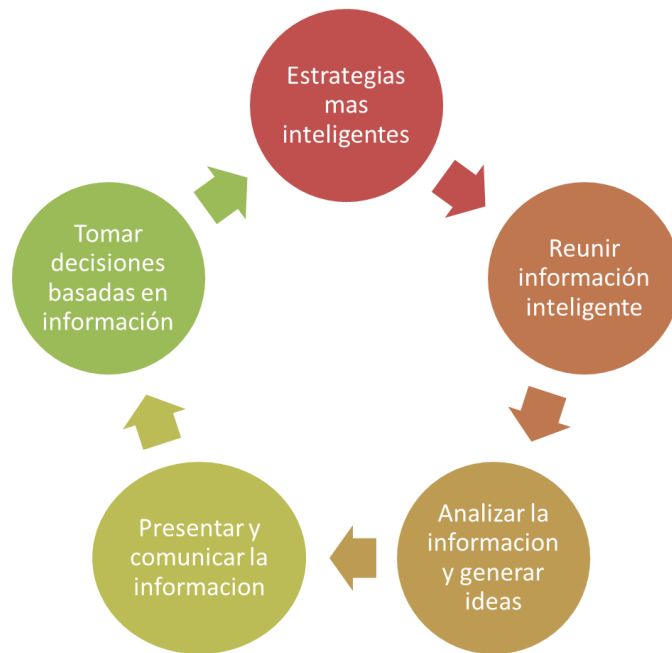 Estrategias
mas
inteligentes
Reunir
información
inteligente
Analizar la
informacion
y generar
ideas
Presentar y
comunicar la
informacion
Tomar
decisiones
basadas en
información